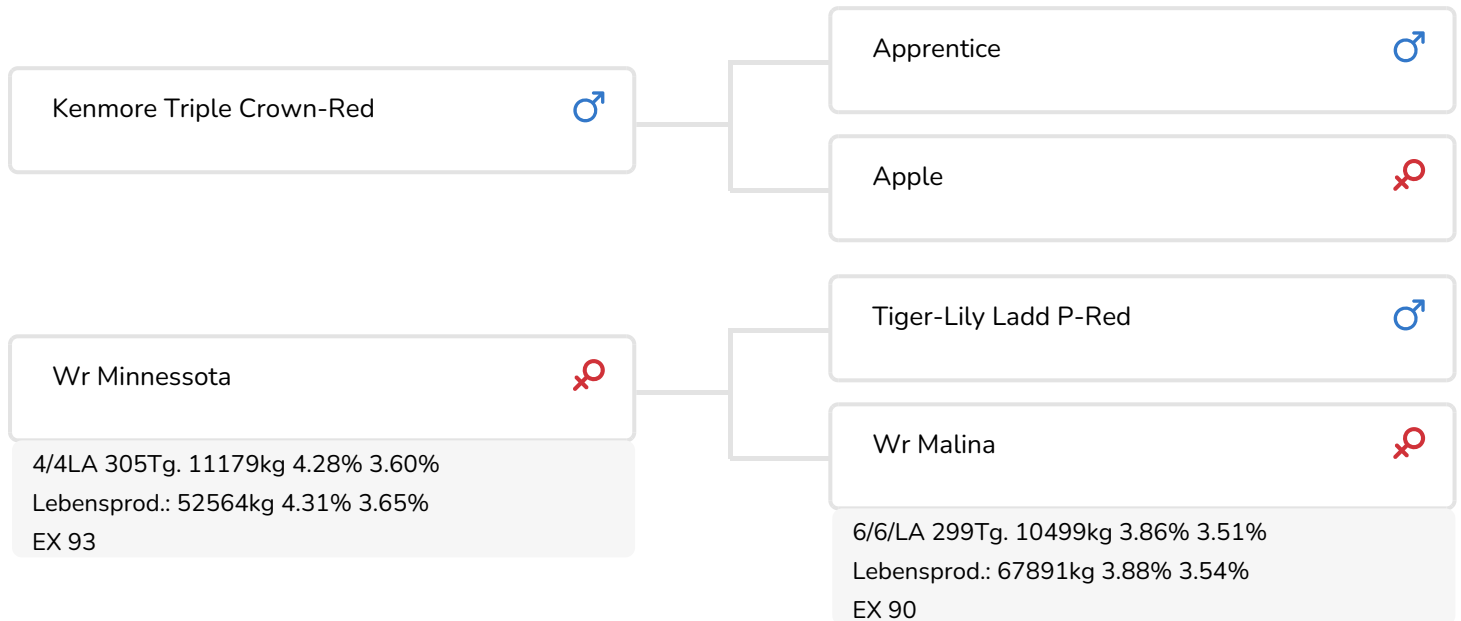 Kenmore Triple Crown-Red
Apprentice
Apple
Wr Minnessota
4/4LA 305Tg. 11179kg 4.28% 3.60%
Lebensprod.: 52564kg 4.31% 3.65%
EX 93
Tiger-Lily Ladd P-Red
Wr Malina
6/6/LA 299Tg. 10499kg 3.86% 3.51%
Lebensprod.: 67891kg 3.88% 3.54%
EX 90